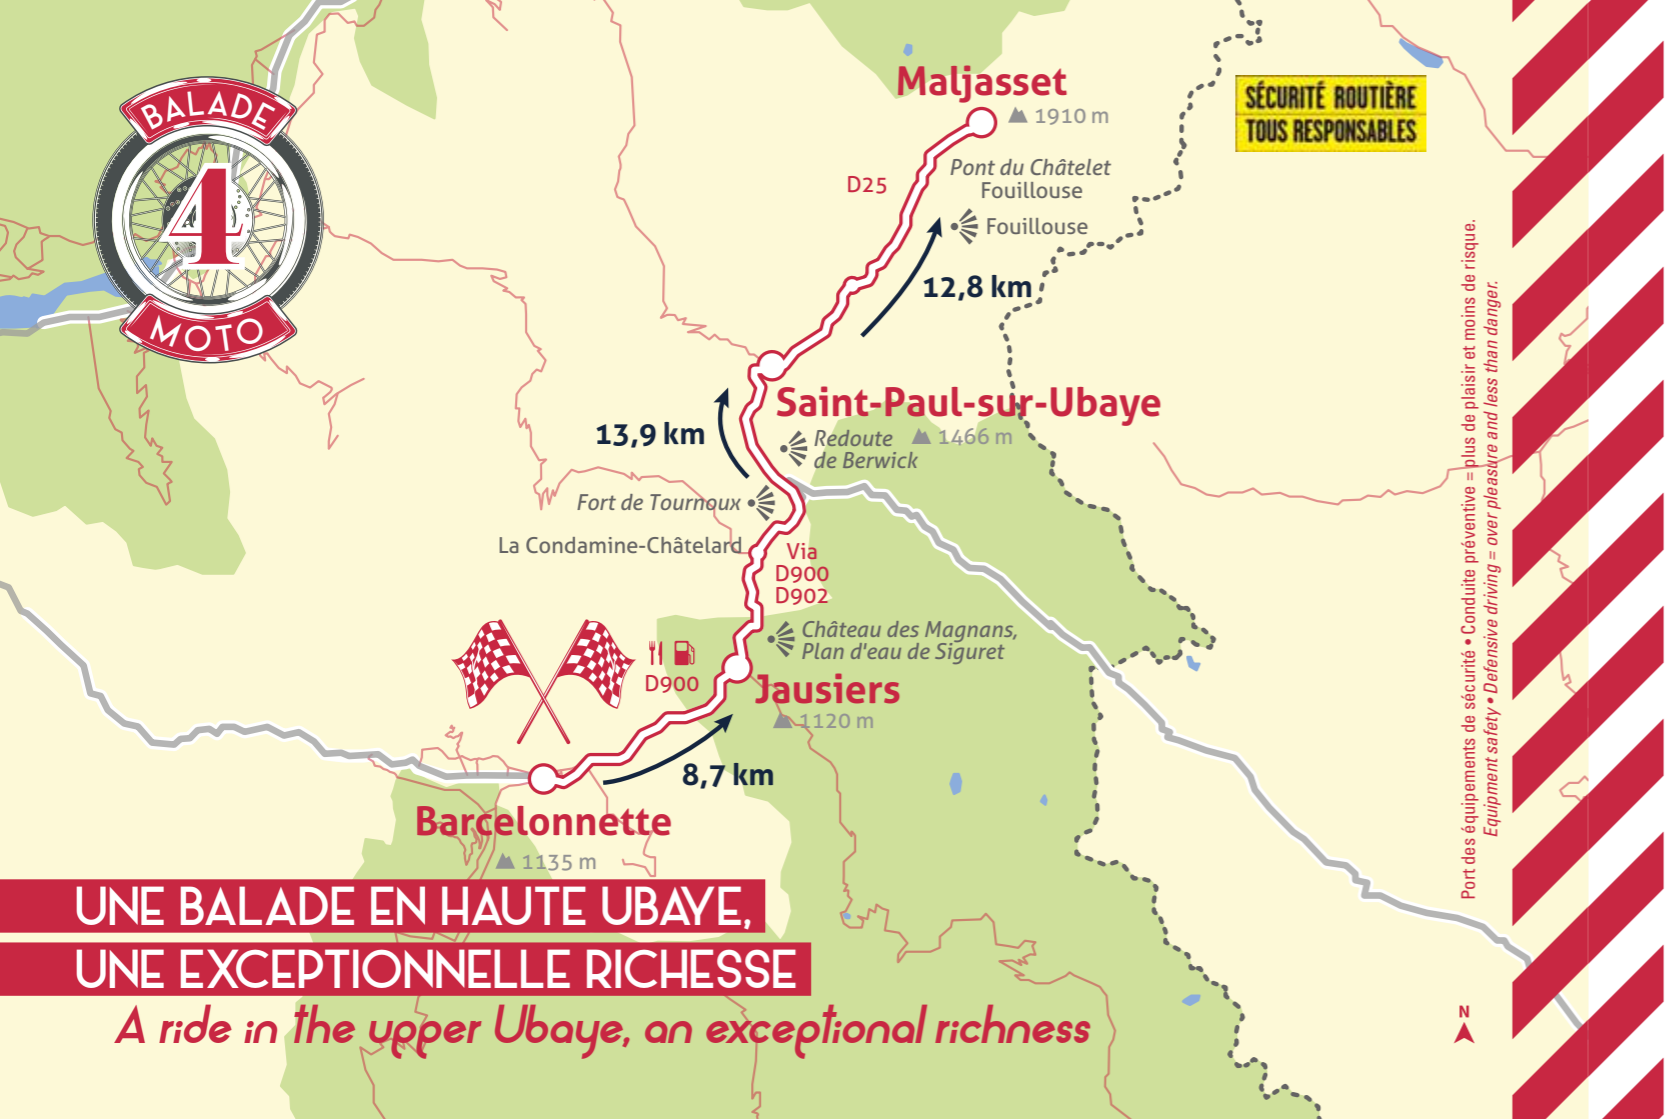 BALADE
4
MOTO
Maljasset
1910 m
SÉCURITÉ ROUTIÈRE
TOUS RESPONSABLES
D25
Pont du Châtelet
Fouillouse
Fouillouse
12,8 km
Saint-Paul-sur-Ubaye
1466 m
13,9 km
Redoute
de Berwick
Fort de Tournoux
La Condamine-Châtelard
Via
D900
D902
Château des Magnans,
Plan d'eau de Siguret
D900
Jausiers
1120 m
8,7 km
Barcelonnette
1135 m
UNE BALADE EN HAUTE UBAYE,
UNE EXCEPTIONNELLE RICHESSE
A ride in the upper Ubaye, an exceptional richness
Port des équipements de sécurité • Conduite préventive = plus de plaisir et moins de risque.
Equipment safety • Defensive driving = over pleasure and less than danger.
N